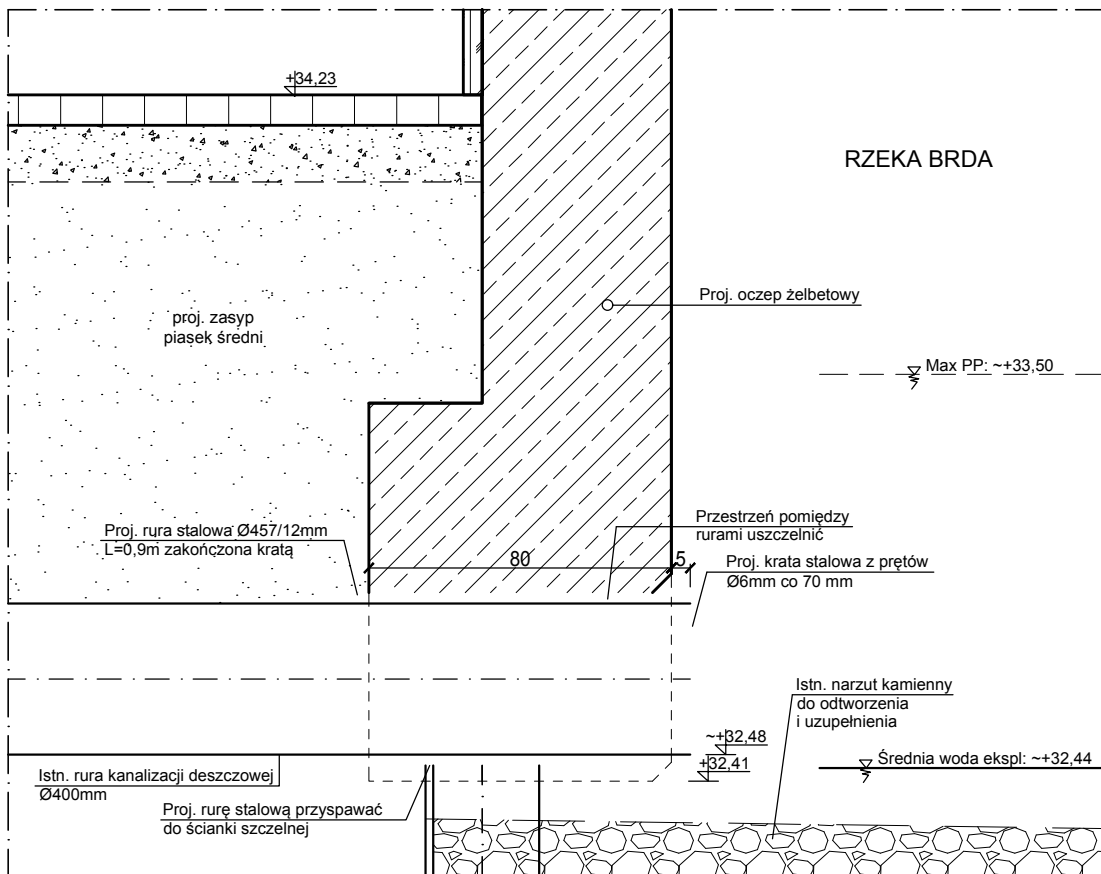 +34,23
RZEKA BRDA
Proj. oczep żelbetowy
proj. zasyp
piasek średni
Max PP: ~+33,50
Proj. rura stalowa Ø457/12mm
L=0,9m zakończona kratą
Przestrzeń pomiędzy
rurami uszczelnić
80
5
Proj. krata stalowa z prętów
Ø6mm co 70 mm
Istn. narzut kamienny
do odtworzenia
i uzupełnienia
~+32,48
+32,41
Średnia woda ekspl: ~+32,44
Istn. rura kanalizacji deszczowej
Ø400mm
Proj. rurę stalową przyspawać
do ścianki szczelnej